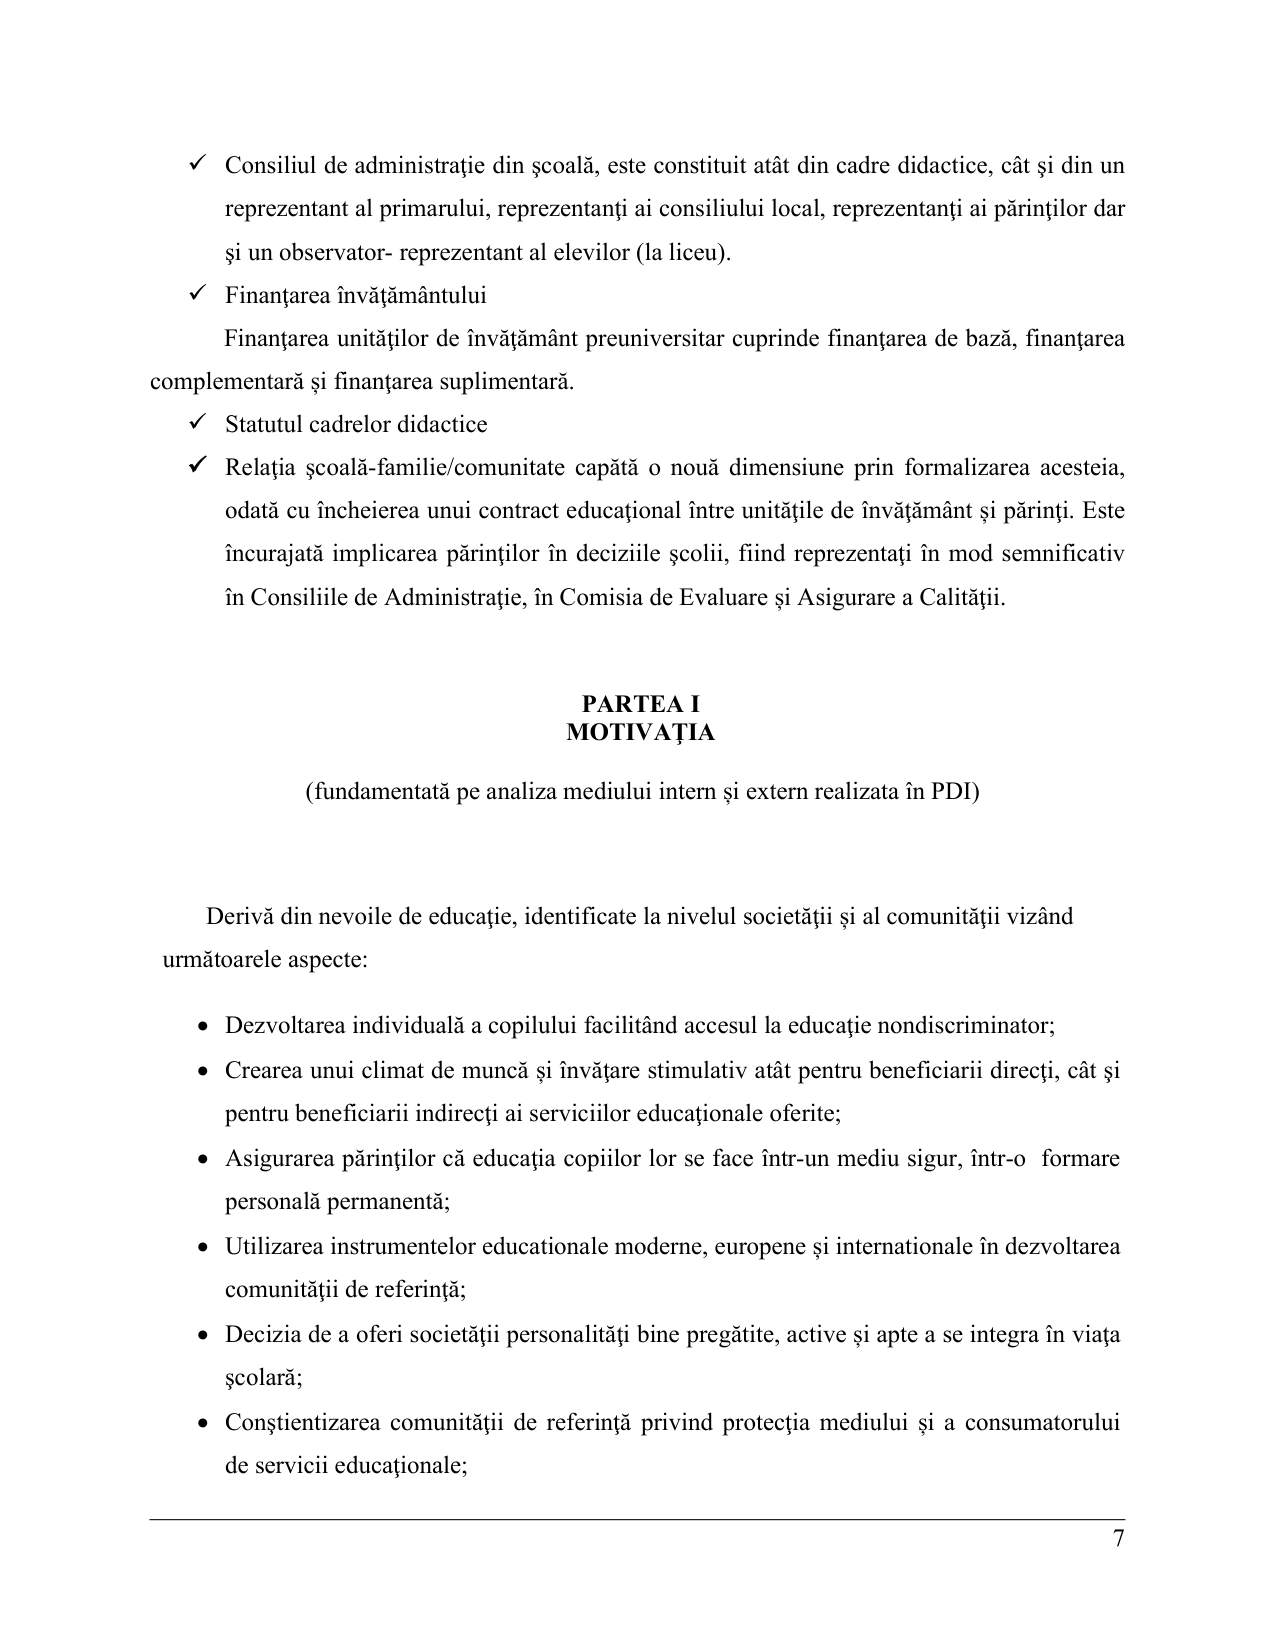 ✓ Consiliul de administraţie din şcoală, este constituit atât din cadre didactice, cât şi din un
reprezentant al primarului, reprezentanţi ai consiliului local, reprezentanţi ai părinţilor dar
şi un observator- reprezentant al elevilor (la liceu).
✓ Finanţarea învăţământului
Finanţarea unităţilor de învăţământ preuniversitar cuprinde finanţarea de bază, finanţarea
complementară și finanţarea suplimentară.
✓ Statutul cadrelor didactice
✓ Relaţia şcoală-familie/comunitate capătă o nouă dimensiune prin formalizarea acesteia,
odată cu încheierea unui contract educaţional între unităţile de învăţământ și părinţi. Este
încurajată implicarea părinţilor în deciziile şcolii, fiind reprezentaţi în mod semnificativ
în Consiliile de Administraţie, în Comisia de Evaluare și Asigurare a Calităţii.
PARTEA I
MOTIVAŢIA
(fundamentată pe analiza mediului intern și extern realizata în PDI)
Derivă din nevoile de educaţie, identificate la nivelul societăţii și al comunităţii vizând
următoarele aspecte:
• Dezvoltarea individuală a copilului facilitând accesul la educaţie nondiscriminator;
• Crearea unui climat de muncă și învăţare stimulativ atât pentru beneficiarii direcţi, cât şi
pentru beneficiarii indirecţi ai serviciilor educaţionale oferite;
• Asigurarea părinţilor că educaţia copiilor lor se face într-un mediu sigur, într-o  formare
personală permanentă;
• Utilizarea instrumentelor educationale moderne, europene și internationale în dezvoltarea
comunităţii de referinţă;
• Decizia de a oferi societăţii personalităţi bine pregătite, active și apte a se integra în viaţa
şcolară;
• Conştientizarea comunităţii de referinţă privind protecţia mediului și a consumatorului
de servicii educaţionale;
7